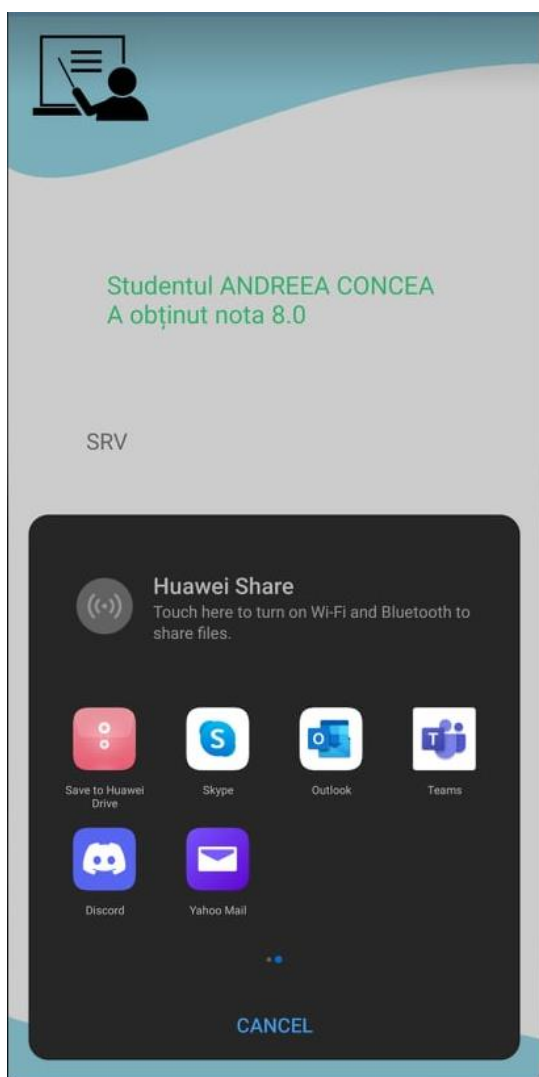 Studentul ANDREEA CONCEA
A obținut nota 8.0
SRV
Huawei Share
Touch here to turn on Wi-Fi and Bluetooth to
share files.
Save to Huawei
Drive
Skype
Outlook
Teams
Discord
Yahoo Mail
CANCEL